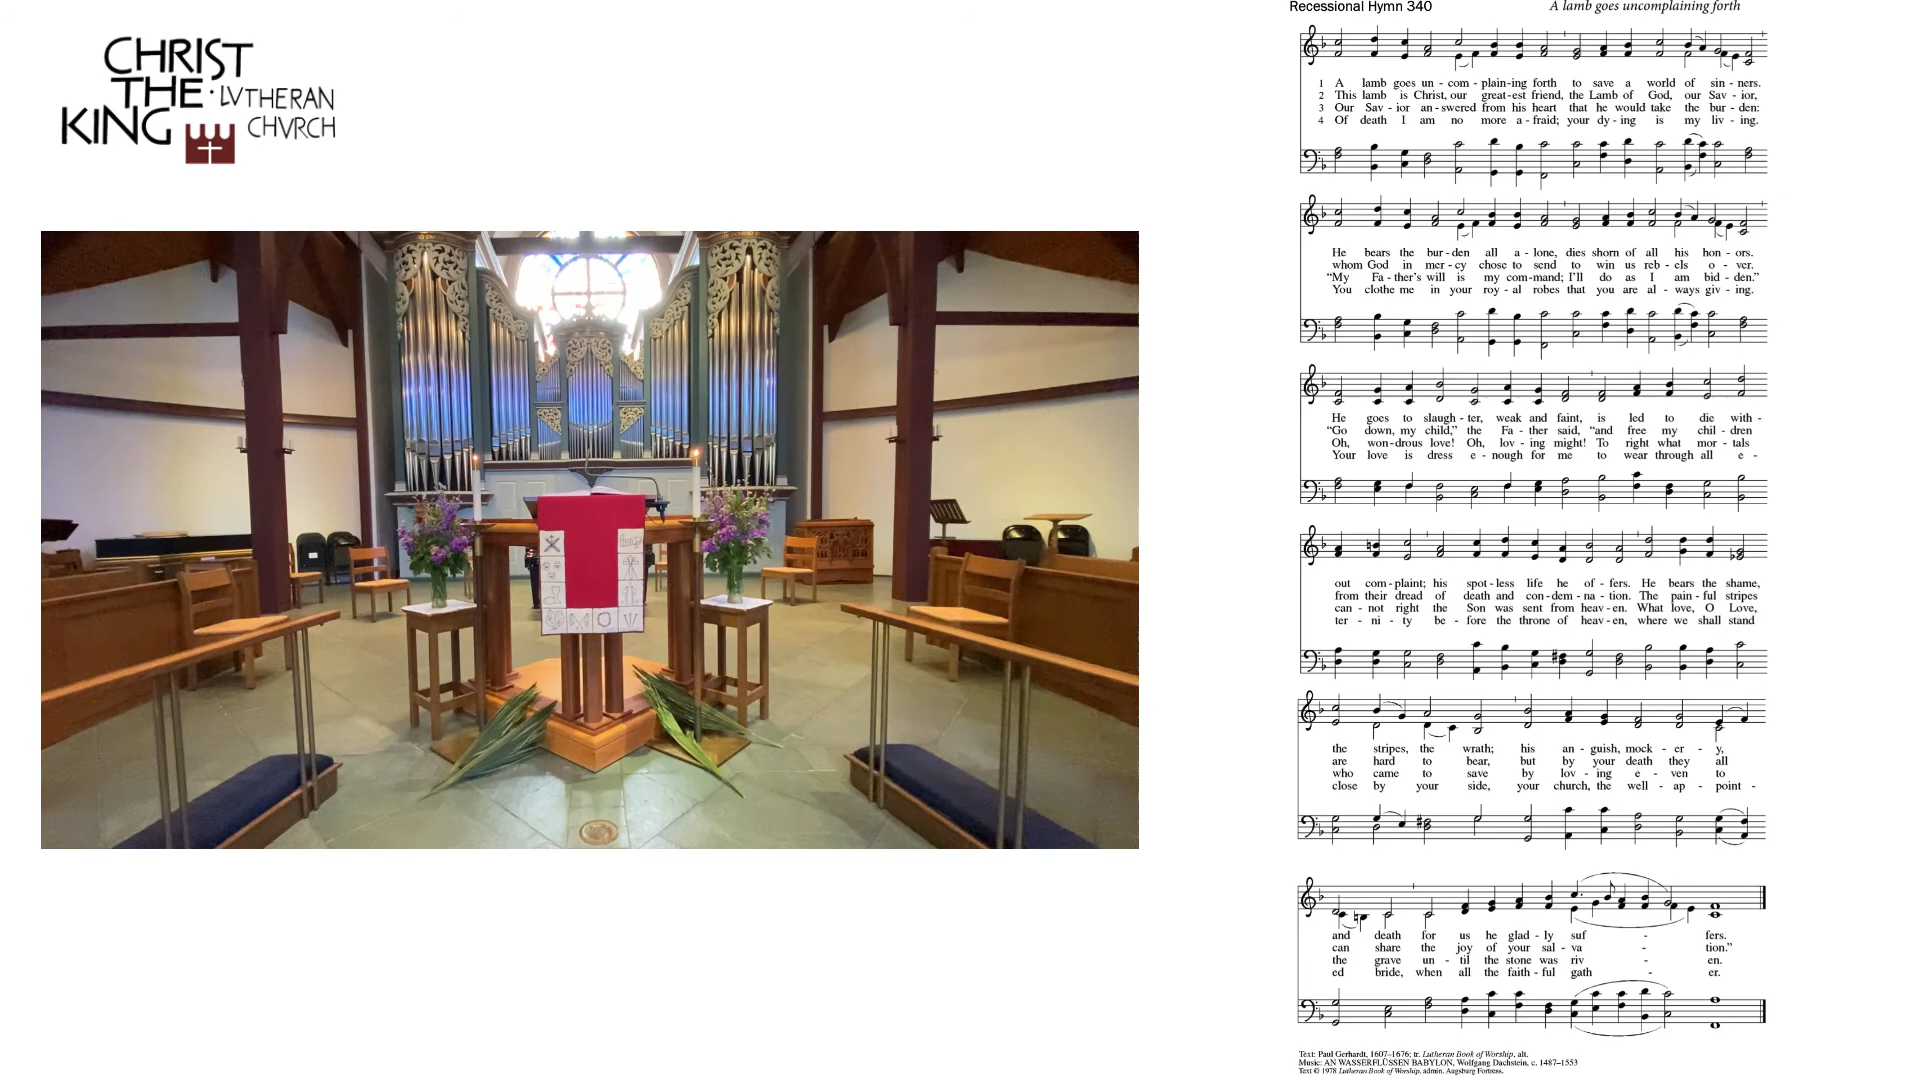 CHRIST
THE · LVTHERAN
KING CHVRCH
Recessional Hymn 340 A lamb goes uncomplaining forth
1 A lamb goes un - com - plain-ing forth to save a world of sin - ners.
2 This lamb is Christ, our great-est friend, the Lamb of God, our Sav - ior,
3 Our Sav - ior an - swered from his heart that he would take the bur - den:
4 Of death I am no more a - fraid; your dy - ing is my liv - ing.
He bears the bur - den all a - lone, dies shorn of all his hon - ors.
whom God in mer - cy chose to send to win us reb - els o - ver.
“My Fa - ther’s will is my com-mand; I’ll do as I am bid - den.”
You clothe me in your roy - al robes that you are al - ways giv - ing.
He goes to slaugh - ter, weak and faint, is led to die with -
“Go down, my child,” the Fa - ther said, “and free my chil - dren
Oh, won-drous love! Oh, lov - ing might! To right what mor - tals
Your love is dress e - nough for me to wear through all e -
out com - plaint; his spot - less life he of - fers. He bears the shame,
from their dread of death and con - dem - na - tion. The pain - ful stripes
can - not right the Son was sent from heav - en. What love, O Love,
ter - ni - ty be - fore the throne of heav - en, where we shall stand
the stripes, the wrath; his an - guish, mock - er - y,
are hard to bear, but by your death they all
who came to save by lov - ing e - ven to
close by your side, your church, the well - ap - point -
and death for us he glad - ly suf - fers.
can share the joy of your sal - va - tion.”
the grave un - til the stone was riv - en.
ed bride, when all the faith - ful gath - er.
Text: Paul Gerhardt, 1607–1676; tr. Lutheran Book of Worship, alt.
Music: AN WASSERFLÜSSEN BABYLON, Wolfgang Dachstein, c. 1487–1553
Text © 1978 Lutheran Book of Worship, admin. Augsburg Fortress.